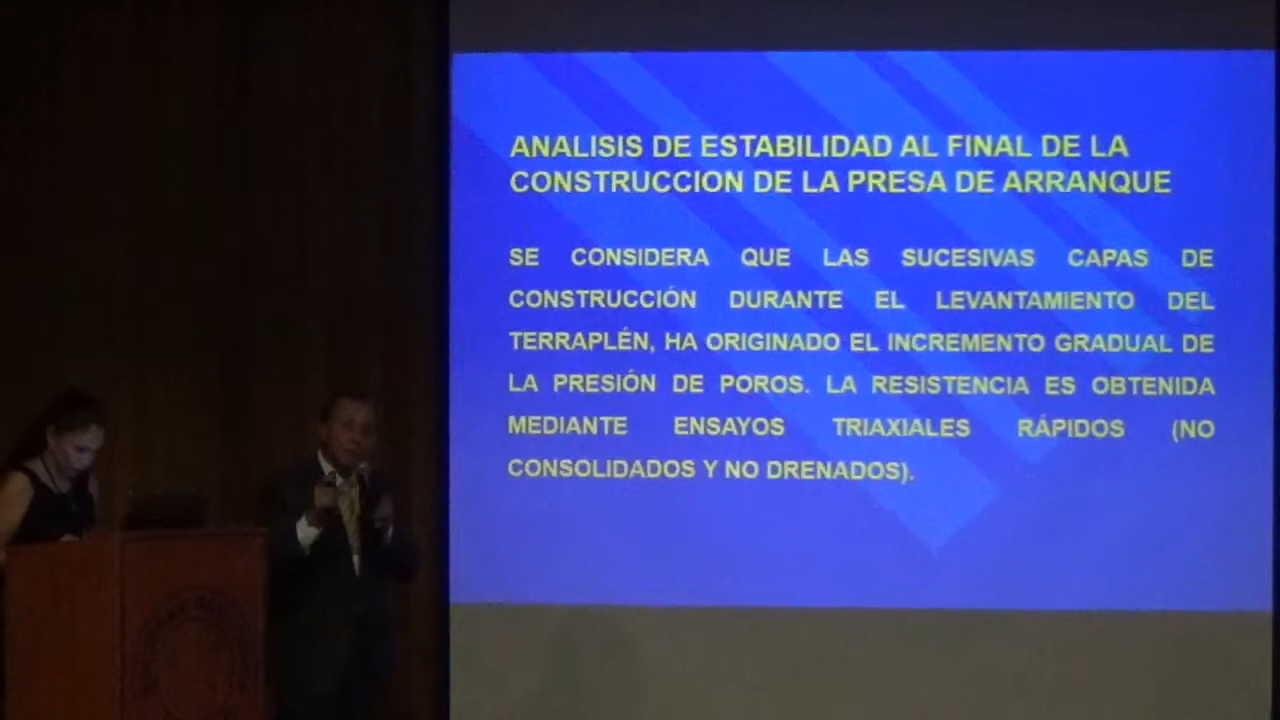 ANALISIS DE ESTABILIDAD AL FINAL DE LA
CONSTRUCCION DE LA PRESA DE ARRANQUE
SE CONSIDERA QUE LAS SUCESIVAS CAPAS DE
CONSTRUCCIÓN DURANTE EL LEVANTAMIENTO DEL
TERRAPLÉN, HA ORIGINADO EL INCREMENTO GRADUAL DE
LA PRESIÓN DE POROS. LA RESISTENCIA ES OBTENIDA
MEDIANTE ENSAYOS TRIAXIALES RÁPIDOS (NO
CONSOLIDADOS Y NO DRENADOS).